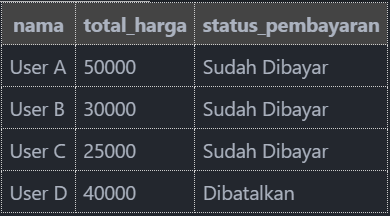 nama total_harga status_pembayaran
User A 50000 Sudah Dibayar
User B 30000 Sudah Dibayar
User C 25000 Sudah Dibayar
User D 40000 Dibatalkan